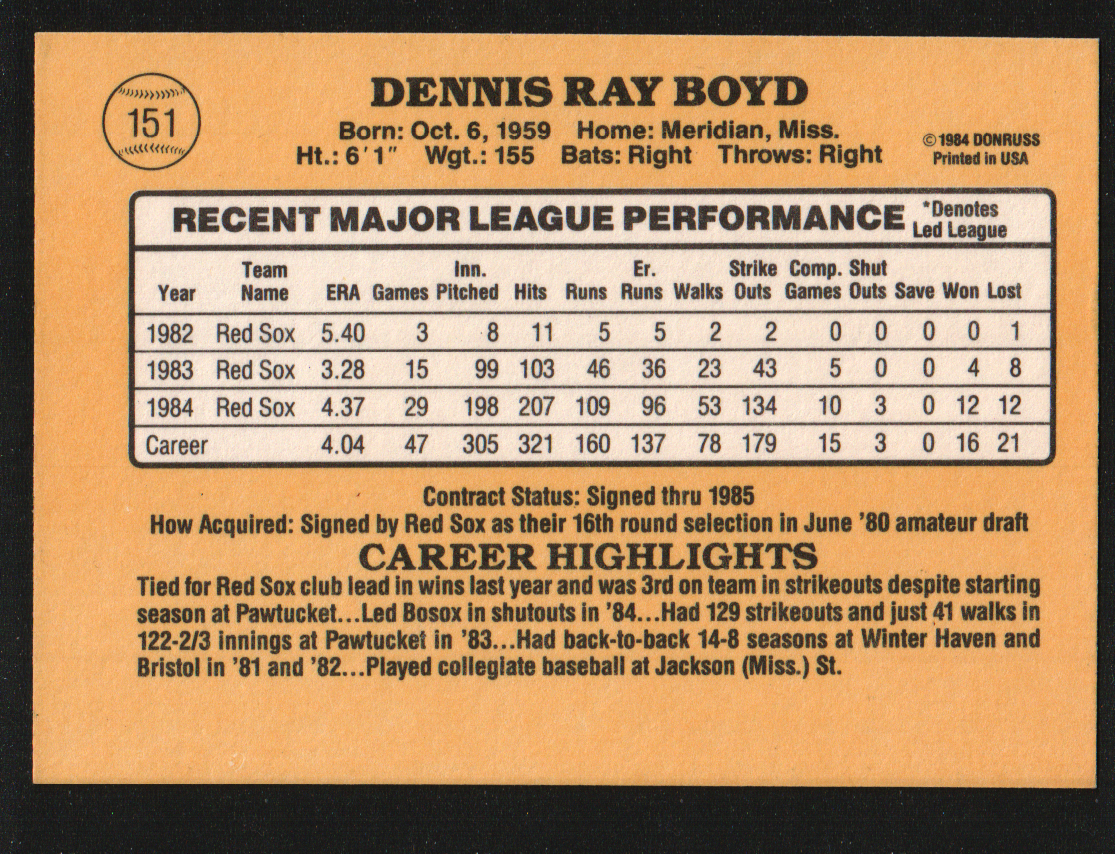 151
DENNIS RAY BOYD
Born: Oct. 6, 1959 Home: Meridian, Miss.
Ht.: 6'1" Wgt.: 155 Bats: Right Throws: Right
© 1984 DONRUSS
Printed in USA
RECENT MAJOR LEAGUE PERFORMANCE *Denotes Led League
Year Team Name ERA Games Inn. Pitched Hits Runs Er. Runs Walks Strike Outs Comp. Games Shut Outs Save Won Lost
1982 Red Sox 5.40 3 8 11 5 5 2 2 0 0 0 0 1
1983 Red Sox 3.28 15 99 103 46 36 23 43 5 0 0 4 8
1984 Red Sox 4.37 29 198 207 109 96 53 134 10 3 0 12 12
Career 4.04 47 305 321 160 137 78 179 15 3 0 16 21
Contract Status: Signed thru 1985
How Acquired: Signed by Red Sox as their 16th round selection in June '80 amateur draft
CAREER HIGHLIGHTS
Tied for Red Sox club lead in wins last year and was 3rd on team in strikeouts despite starting
season at Pawtucket...Led Bosox in shutouts in '84...Had 129 strikeouts and just 41 walks in
122-2/3 innings at Pawtucket in '83...Had back-to-back 14-8 seasons at Winter Haven and
Bristol in '81 and '82...Played collegiate baseball at Jackson (Miss.) St.